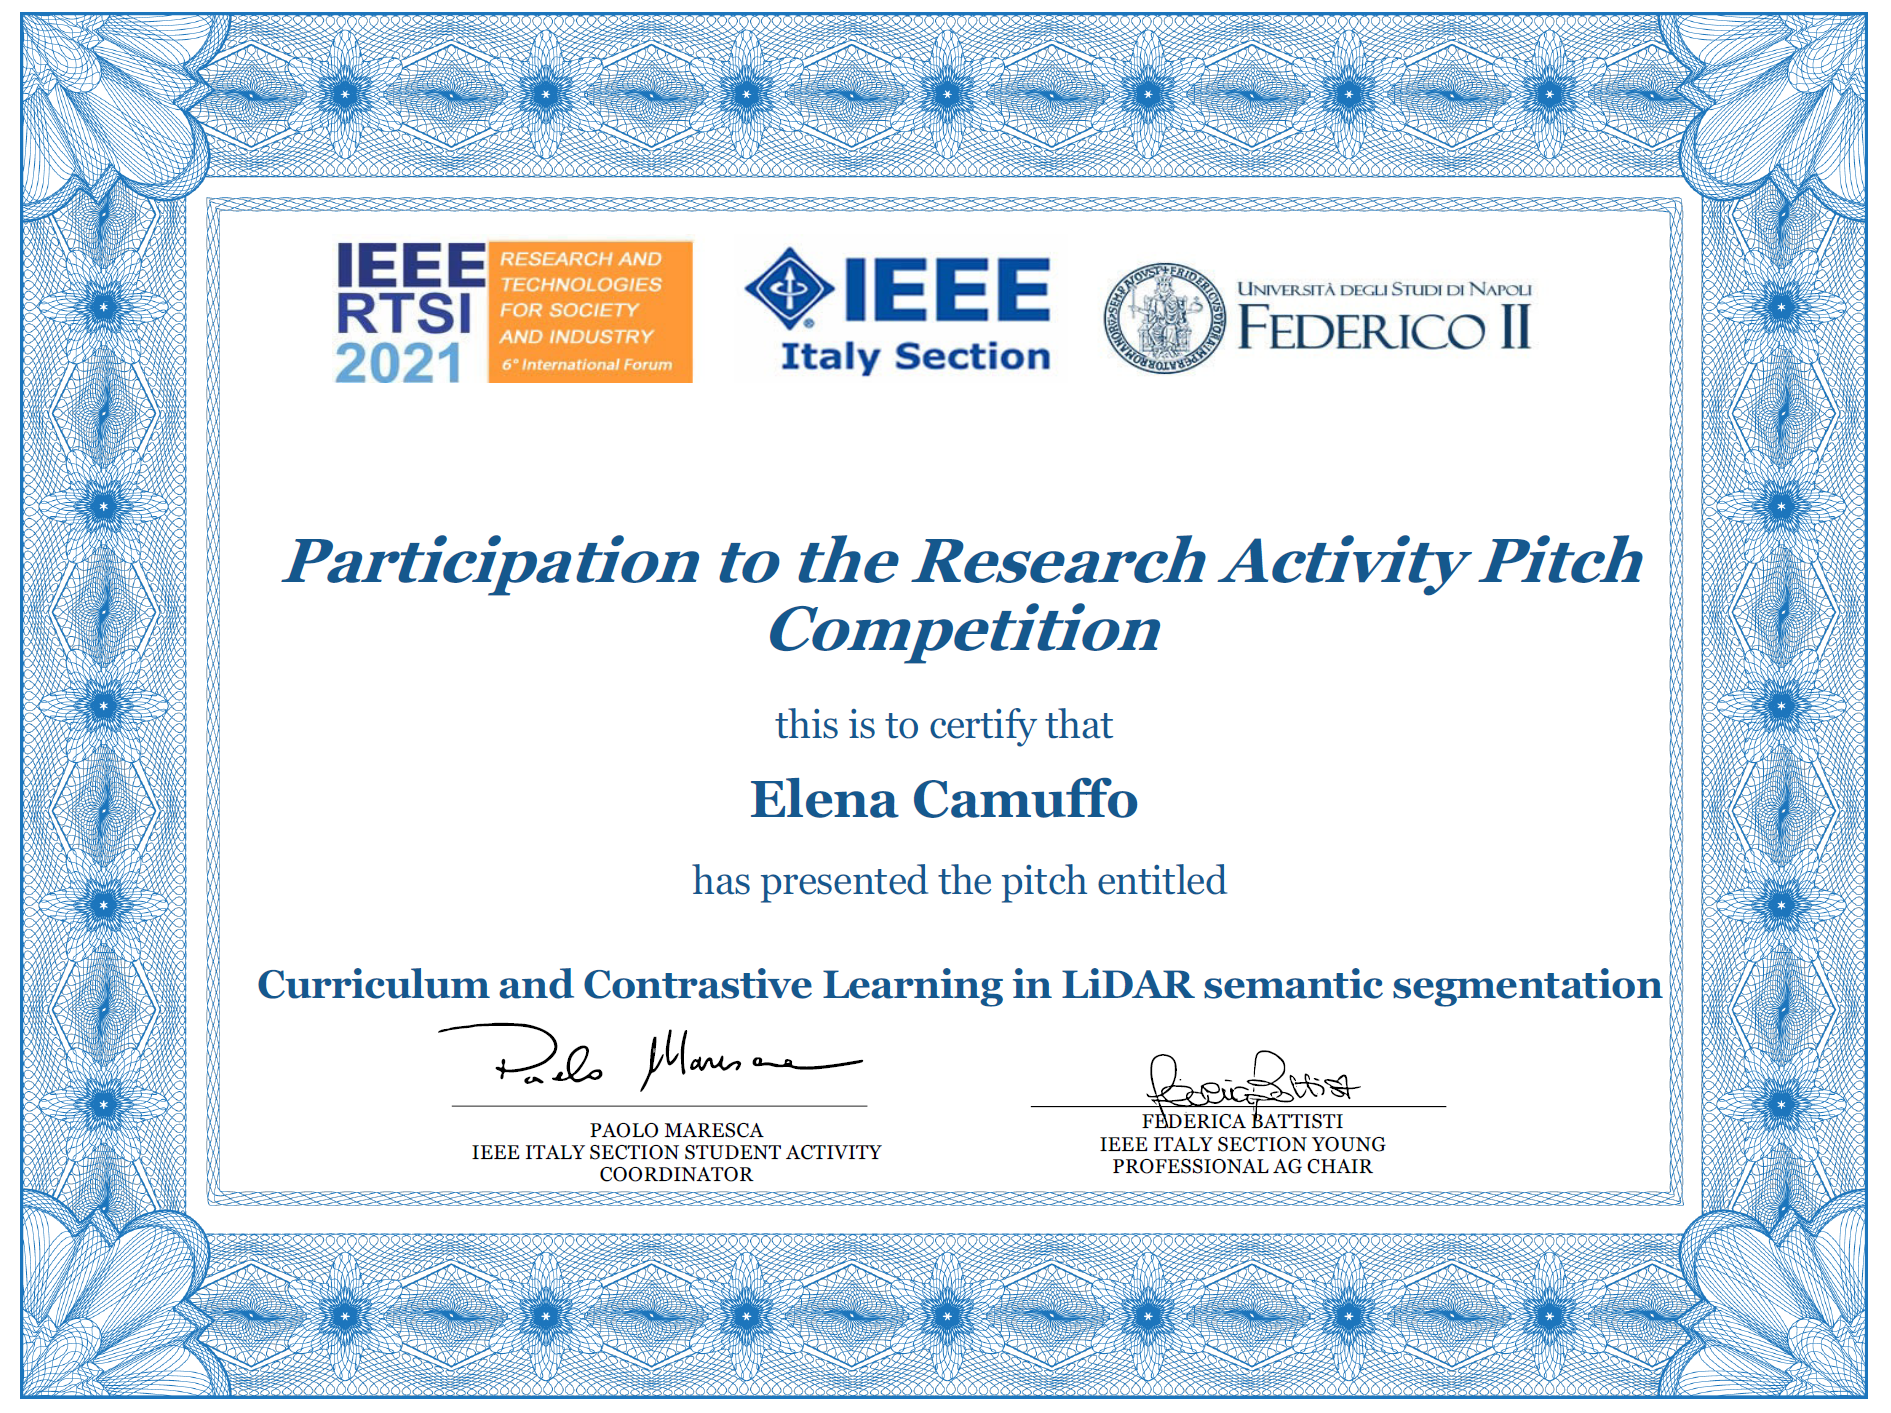 IEEE
RTSI
2021
RESEARCH AND
TECHNOLOGIES
FOR SOCIETY
AND INDUSTRY
6° International Forum
IEEE
Italy Section
UNIVERSITÀ DEGLI STUDI DI NAPOLI
FEDERICO II
Participation to the Research Activity Pitch
Competition
this is to certify that
Elena Camuffo
has presented the pitch entitled
Curriculum and Contrastive Learning in LiDAR semantic segmentation
Paolo Maresca
Federica Battisti
PAOLO MARESCA
IEEE ITALY SECTION STUDENT ACTIVITY
COORDINATOR
FEDERICA BATTISTI
IEEE ITALY SECTION YOUNG
PROFESSIONAL AG CHAIR